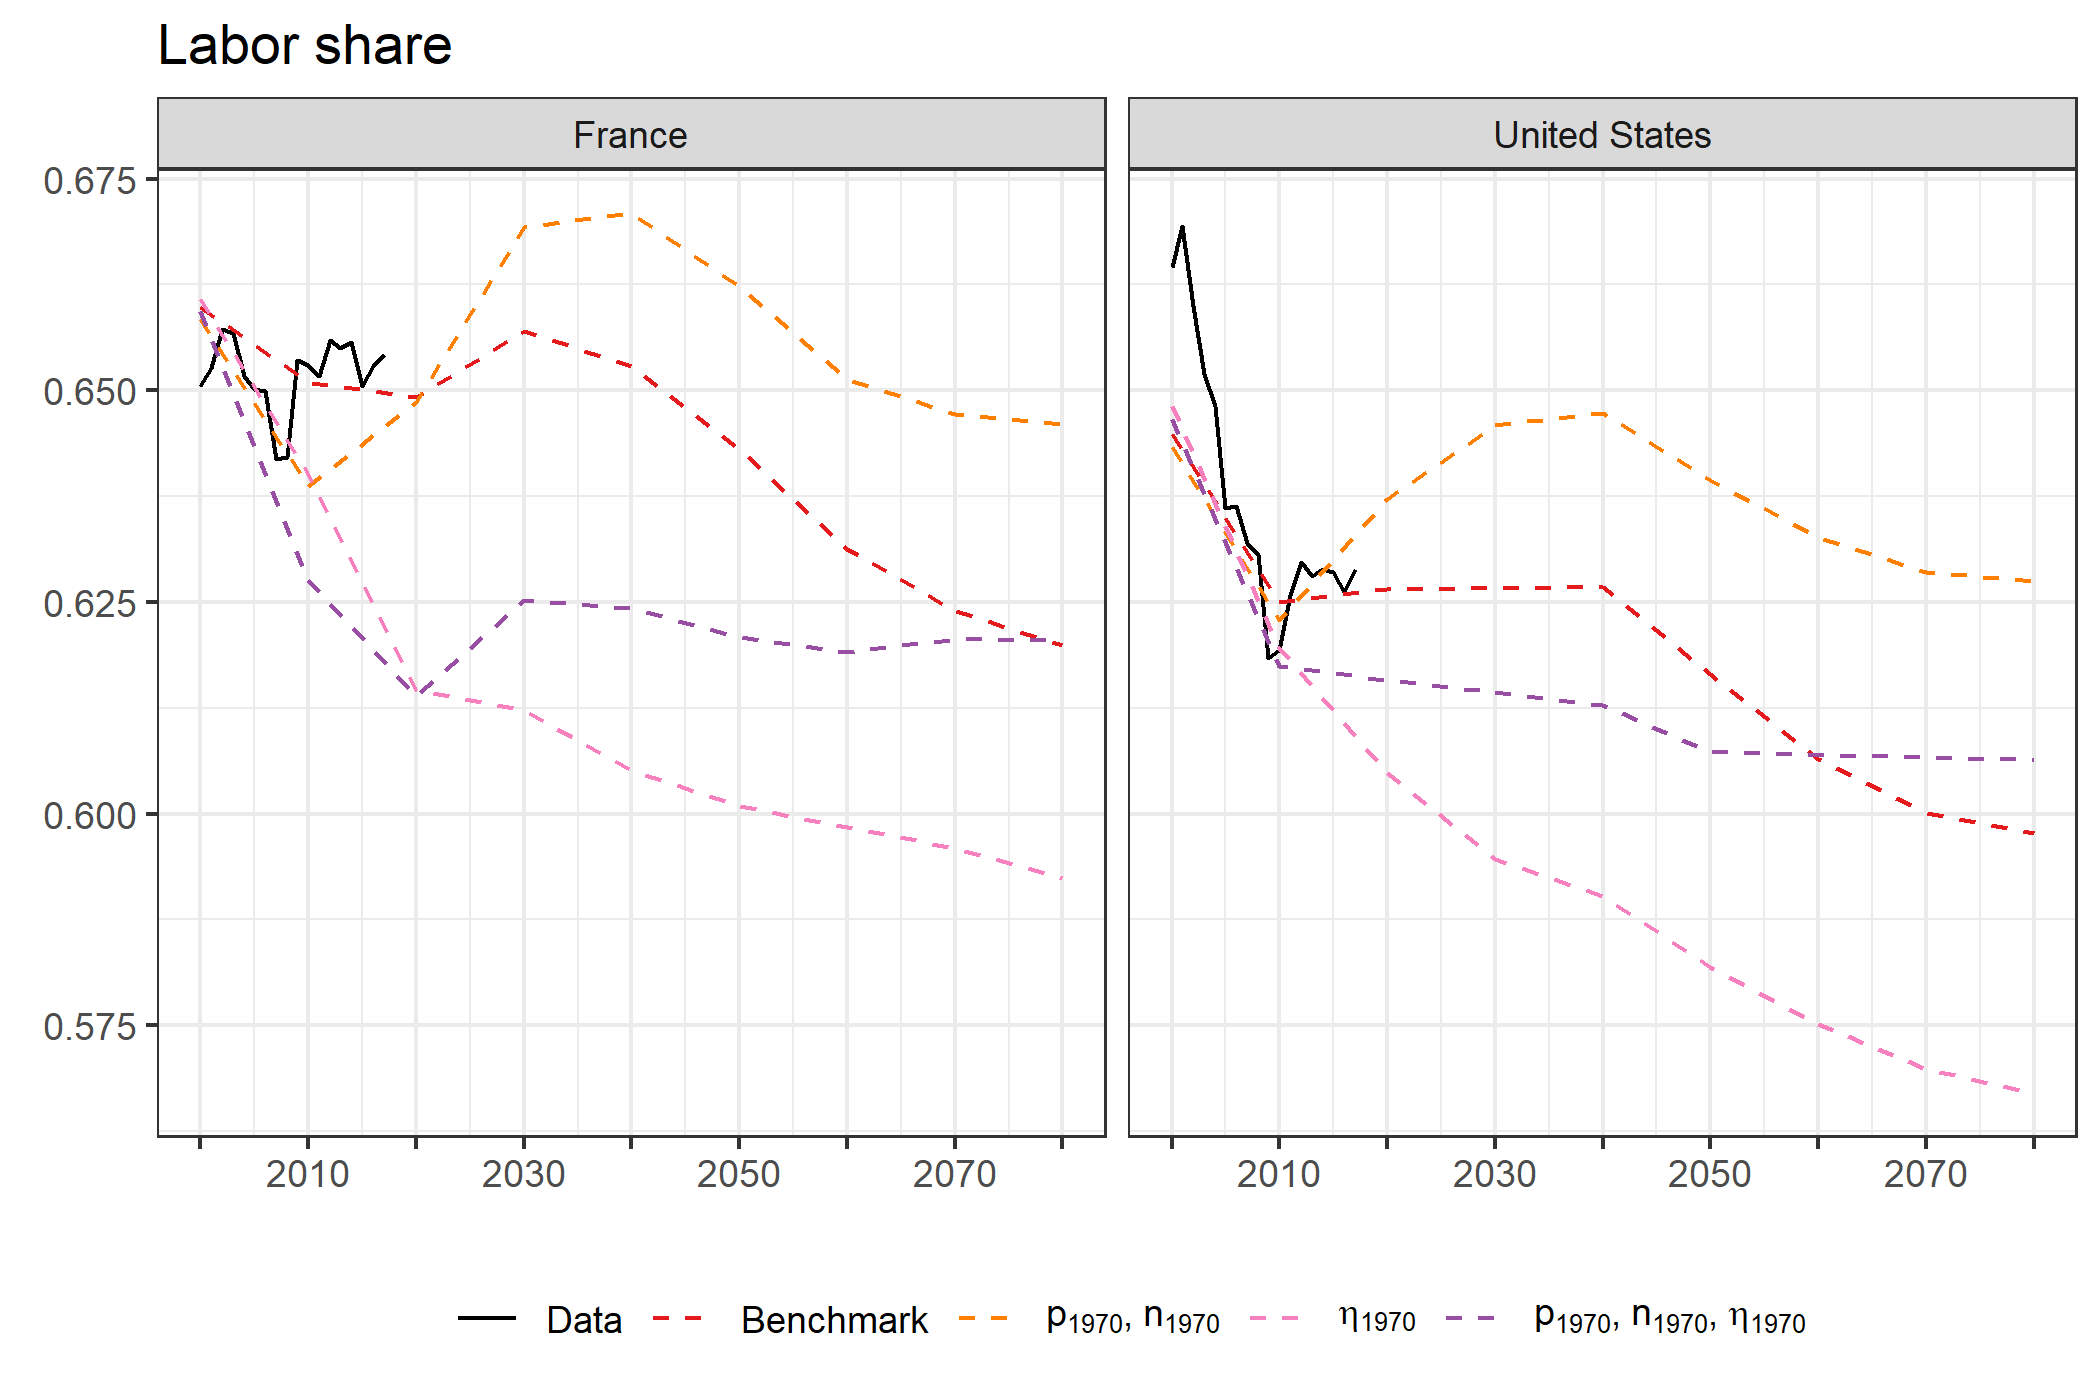 Labor share
France United States
0.675
0.650
0.625
0.600
0.575
2010 2030 2050 2070 2010 2030 2050 2070
Data Benchmark p₁₉₇₀, n₁₉₇₀ η₁₉₇₀ p₁₉₇₀, n₁₉₇₀, η₁₉₇₀